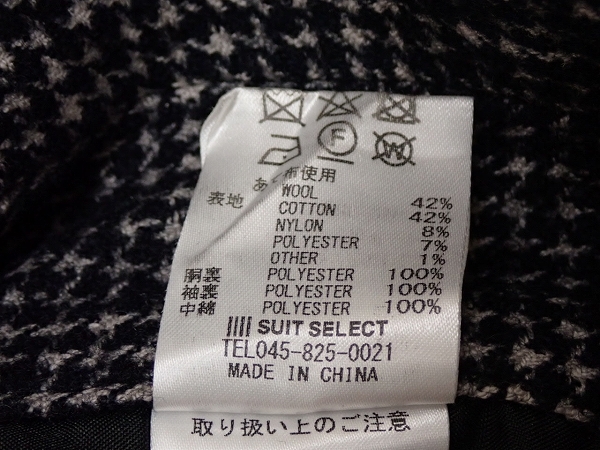 F
W
あて布使用
表地 WOOL 42%
COTTON 42%
NYLON 8%
POLYESTER 7%
OTHER 1%
胴裏 POLYESTER 100%
袖裏 POLYESTER 100%
中綿 POLYESTER 100%
SUIT SELECT
TEL045-825-0021
MADE IN CHINA
取り扱い上のご注意